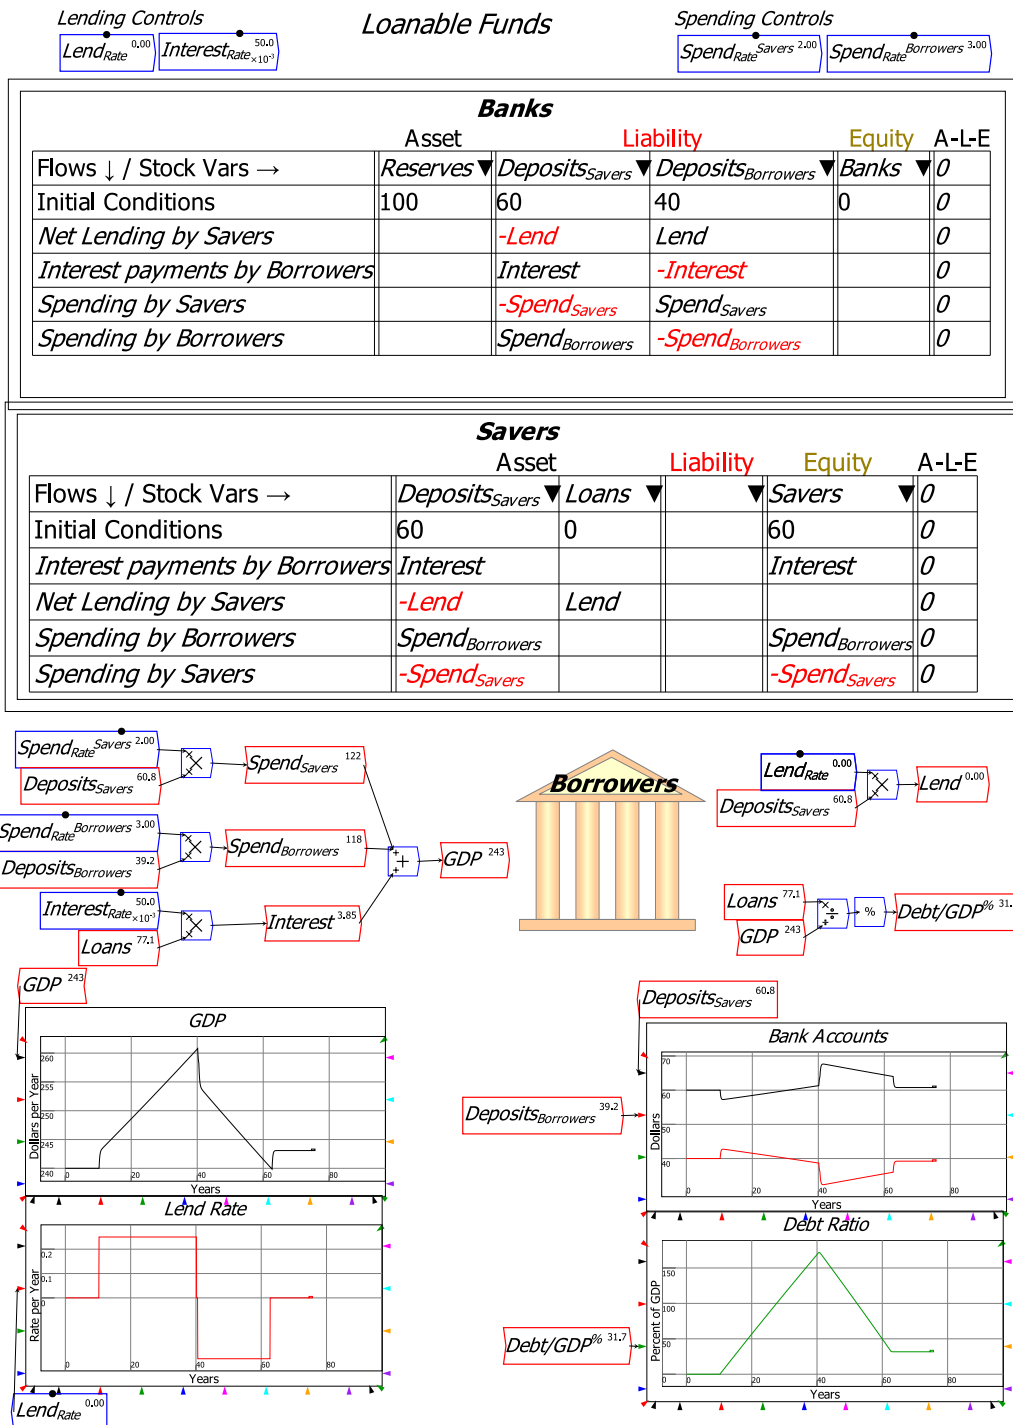 Lending Controls
Loanable Funds
Spending Controls
Lend Rate 0.00
Interest Rate 50.0 ×10⁻³
Spend Rate Savers 2.00
Spend Rate Borrowers 3.00
Banks
Asset Liability Equity A-L-E
Flows ↓ / Stock Vars → Reserves ▼ Deposits Savers ▼ Deposits Borrowers ▼ Banks ▼ 0
Initial Conditions 100 60 40 0 0
Net Lending by Savers -Lend Lend 0
Interest payments by Borrowers Interest -Interest 0
Spending by Savers -Spend Savers Spend Savers 0
Spending by Borrowers Spend Borrowers -Spend Borrowers 0
Savers
Asset Liability Equity A-L-E
Flows ↓ / Stock Vars → Deposits Savers ▼ Loans ▼ ▼ Savers ▼ 0
Initial Conditions 60 0 60 0
Interest payments by Borrowers Interest Interest 0
Net Lending by Savers -Lend Lend 0
Spending by Borrowers Spend Borrowers Spend Borrowers 0
Spending by Savers -Spend Savers -Spend Savers 0
Spend Rate Savers 2.00
Deposits Savers 60.8
×
Spend Savers 122
Spend Rate Borrowers 3.00
Deposits Borrowers 39.2
×
Spend Borrowers 118
Interest Rate 50.0 ×10⁻³
Loans 77.1
×
Interest 3.85
+
GDP 243
Borrowers
Lend Rate 0.00
Deposits Savers 60.8
×
Lend 0.00
Loans 77.1
GDP 243
÷
%
Debt/GDP % 31.
GDP 243
GDP
Dollars per Year
260
255
250
245
240
0 20 40 60 80
Years
Lend Rate
Rate per Year
0.2
0.1
0
0 20 40 60 80
Years
Lend Rate 0.00
Deposits Savers 60.8
Deposits Borrowers 39.2
Bank Accounts
Dollars
70
60
50
40
0 20 40 60 80
Years
Debt Ratio
Percent of GDP
150
100
50
0
0 20 40 60 80
Years
Debt/GDP % 31.7